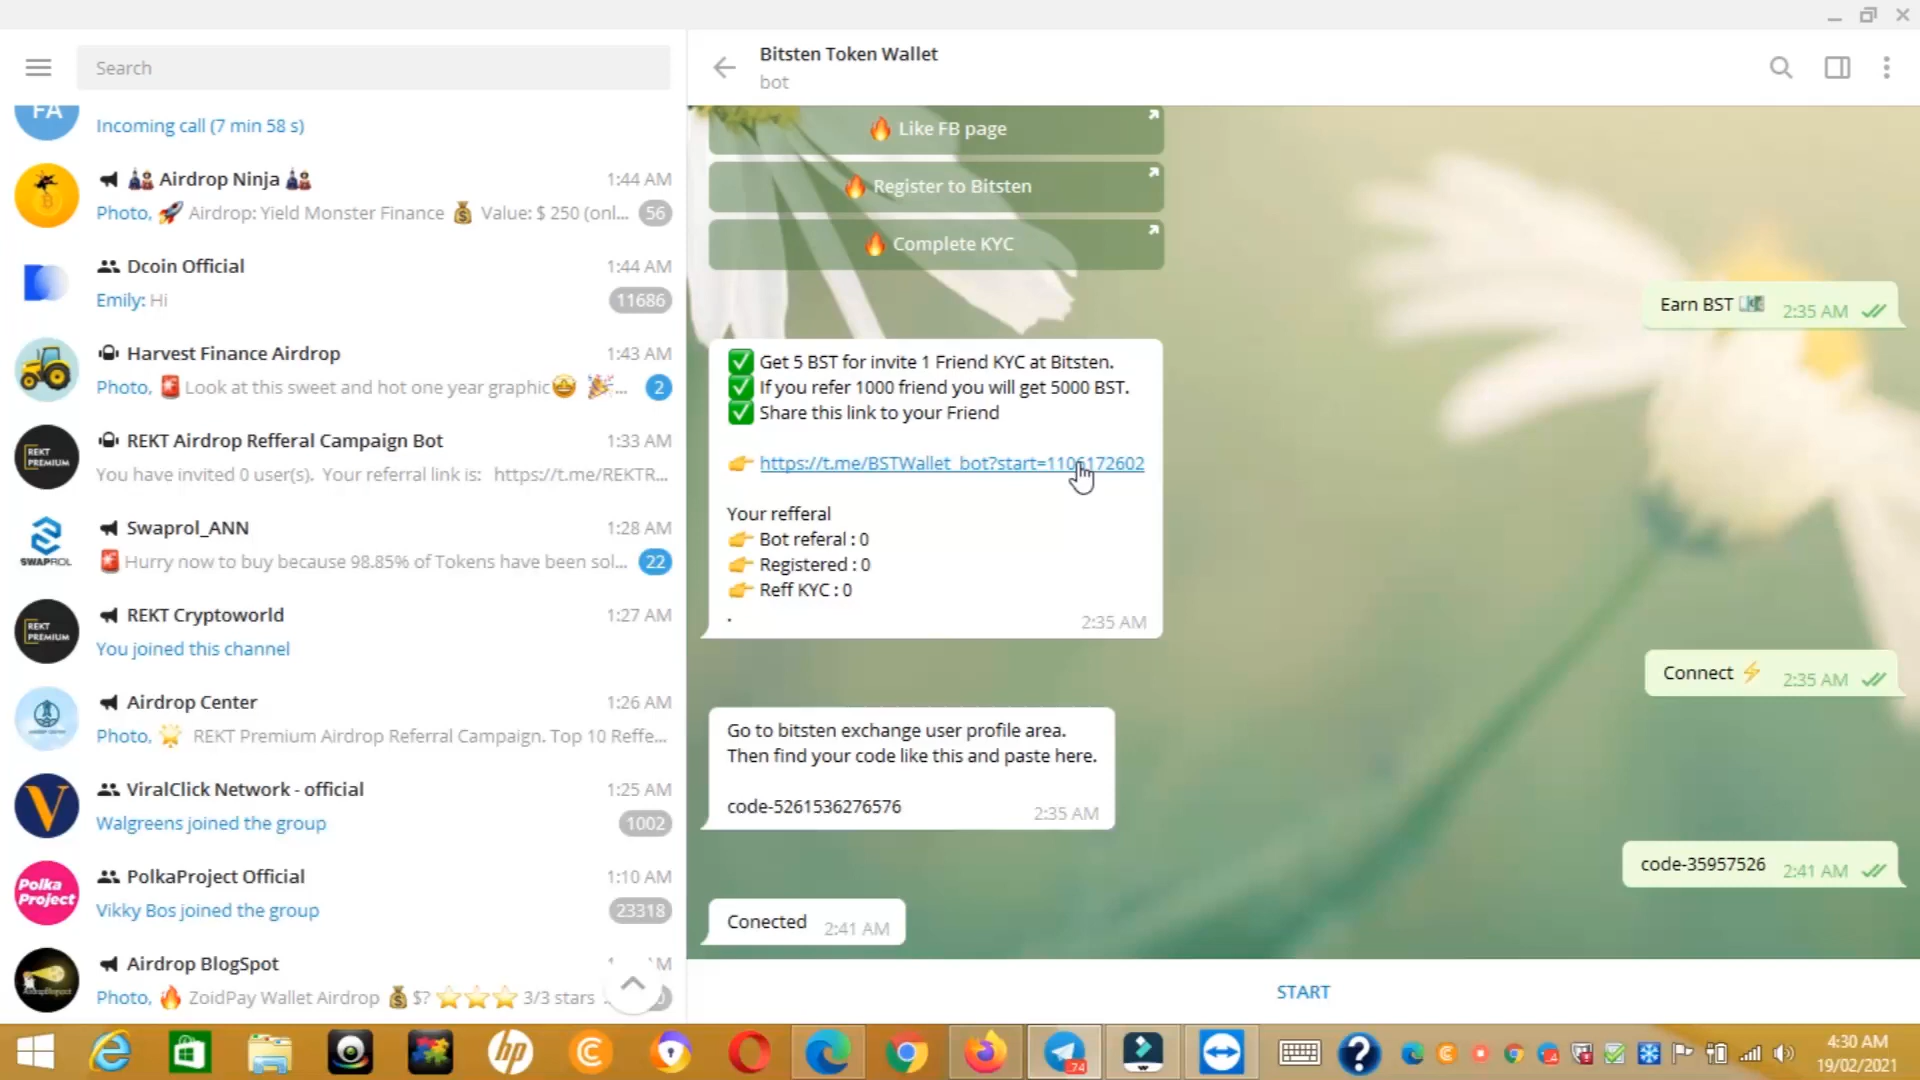 Search
FA
Incoming call (7 min 58 s)
Airdrop Ninja
1:44 AM
Photo, Airdrop: Yield Monster Finance Value: $ 250 (onl...
56
Dcoin Official
1:44 AM
Emily: Hi
11686
Harvest Finance Airdrop
1:43 AM
Photo, Look at this sweet and hot one year graphic ...
2
REKT PREMIUM
REKT Airdrop Refferal Campaign Bot
1:33 AM
You have invited 0 user(s). Your referral link is: https://t.me/REKTR...
SWAPROL
Swaprol_ANN
1:28 AM
Hurry now to buy because 98.85% of Tokens have been sol...
22
REKT PREMIUM
REKT Cryptoworld
1:27 AM
You joined this channel
Airdrop Center
1:26 AM
Photo, REKT Premium Airdrop Referral Campaign. Top 10 Reffe...
ViralClick Network - official
1:25 AM
Walgreens joined the group
1002
Polka Project
PolkaProject Official
1:10 AM
Vikky Bos joined the group
23318
Airdrop BlogSpot
Photo, ZoidPay Wallet Airdrop $? 3/3 stars
Bitsten Token Wallet
bot
Like FB page
Register to Bitsten
Complete KYC
Earn BST
2:35 AM
Get 5 BST for invite 1 Friend KYC at Bitsten.
If you refer 1000 friend you will get 5000 BST.
Share this link to your Friend
https://t.me/BSTWallet_bot?start=1106172602
Your refferal
Bot referal : 0
Registered : 0
Reff KYC : 0
.
2:35 AM
Connect
2:35 AM
Go to bitsten exchange user profile area.
Then find your code like this and paste here.
code-5261536276576
2:35 AM
code-35957526
2:41 AM
Conected
2:41 AM
START
hp
74
4:30 AM
19/02/2021